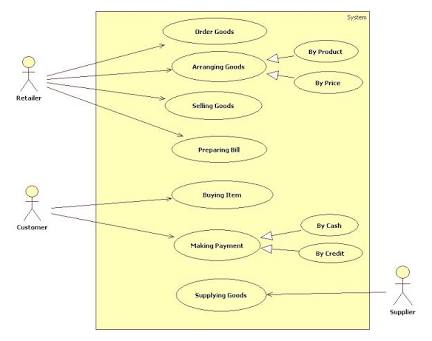 System
Order Goods
By Product
Arranging Goods
By Price
Retailer
Selling Goods
Preparing Bill
Buying Item
Customer
By Cash
Making Payment
By Credit
Supplying Goods
Supplier